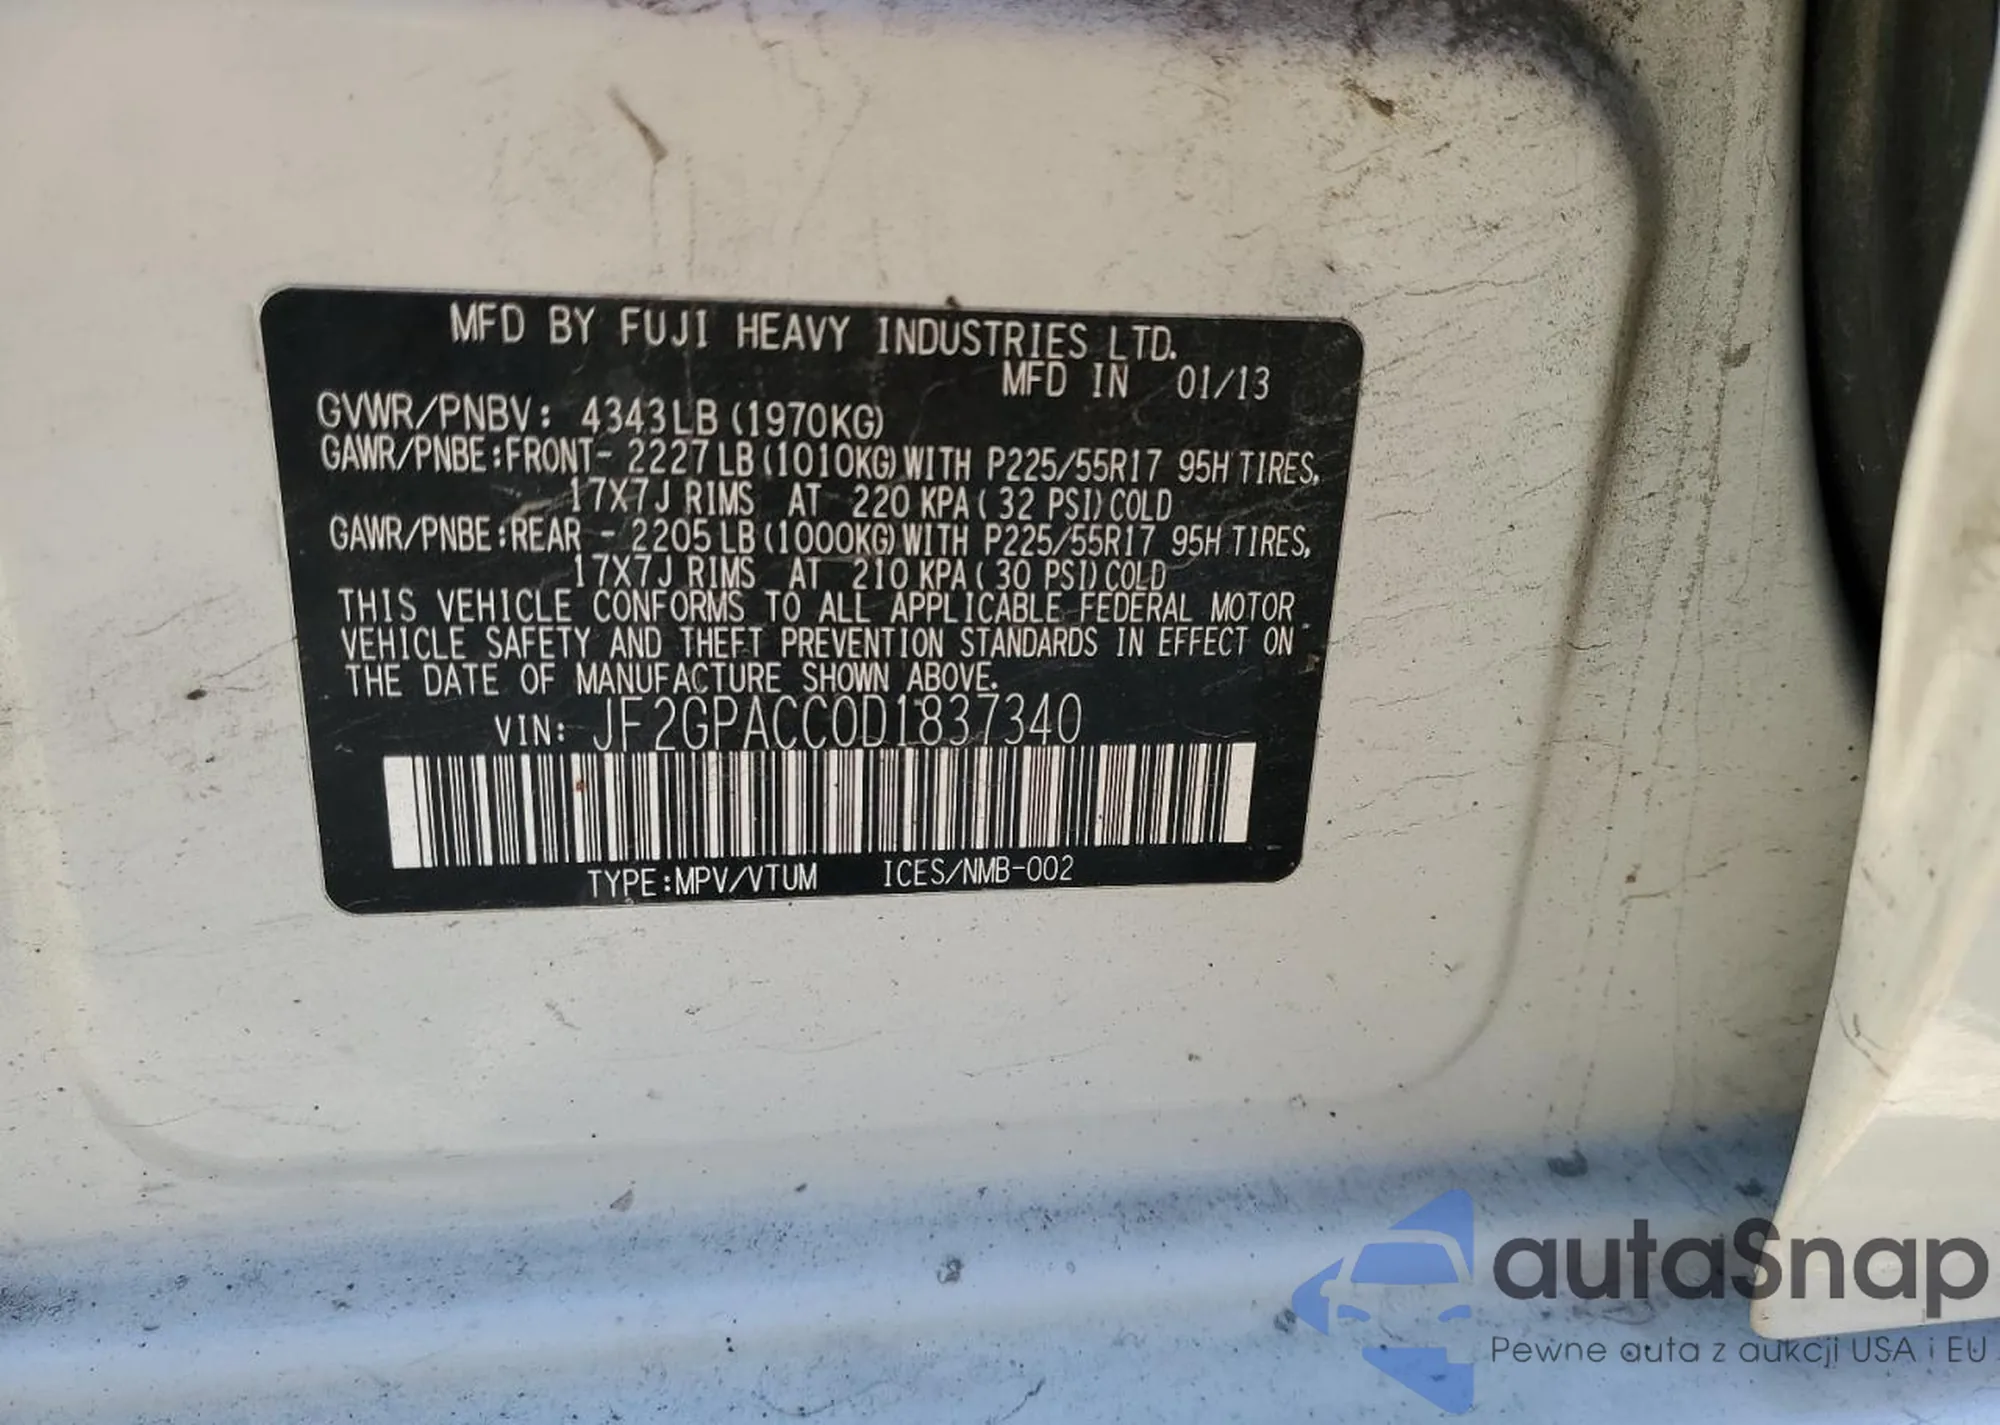 MFD BY FUJI HEAVY INDUSTRIES LTD.
MFD IN 01/13
GVWR/PNBV: 4343LB (1970KG)
GAWR/PNBE:FRONT- 2227LB (1010KG) WITH P225/55R17 95H TIRES,
17X7J RIMS AT 220 KPA ( 32 PSI) COLD
GAWR/PNBE:REAR - 2205LB (1000KG) WITH P225/55R17 95H TIRES,
17X7J RIMS AT 210 KPA ( 30 PSI) COLD
THIS VEHICLE CONFORMS TO ALL APPLICABLE FEDERAL MOTOR
VEHICLE SAFETY AND THEFT PREVENTION STANDARDS IN EFFECT ON
THE DATE OF MANUFACTURE SHOWN ABOVE.
VIN: JF2GPACC0D1837340
TYPE:MPV/VTUM ICES/NMB-002
autaSnap
Pewne auta z aukcji USA i EU